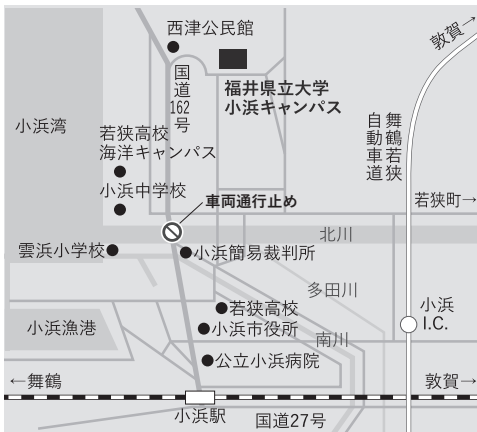 西津公民館
敦賀→
国道162号
福井県立大学
小浜キャンパス
小浜湾
若狭高校
海洋キャンパス
舞鶴若狭
自動車道
小浜中学校
車両通行止め
若狭町→
北川
雲浜小学校
小浜簡易裁判所
多田川
若狭高校
小浜
I.C.
小浜漁港
小浜市役所
南川
公立小浜病院
←舞鶴
敦賀→
小浜駅
国道27号